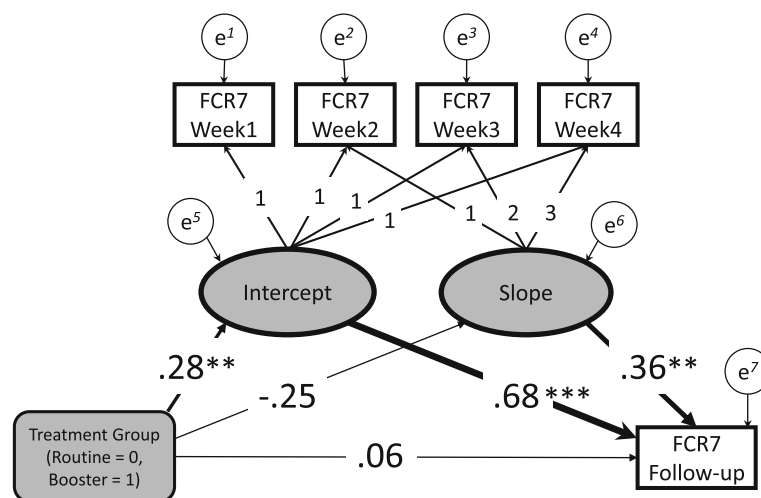 e1
e2
e3
e4
FCR7
Week1
FCR7
Week2
FCR7
Week3
FCR7
Week4
1
1
1
1
1
2
3
e5
e6
Intercept
Slope
.28**
-.25
.68***
.36**
e7
Treatment Group
(Routine = 0,
Booster = 1)
.06
FCR7
Follow-up